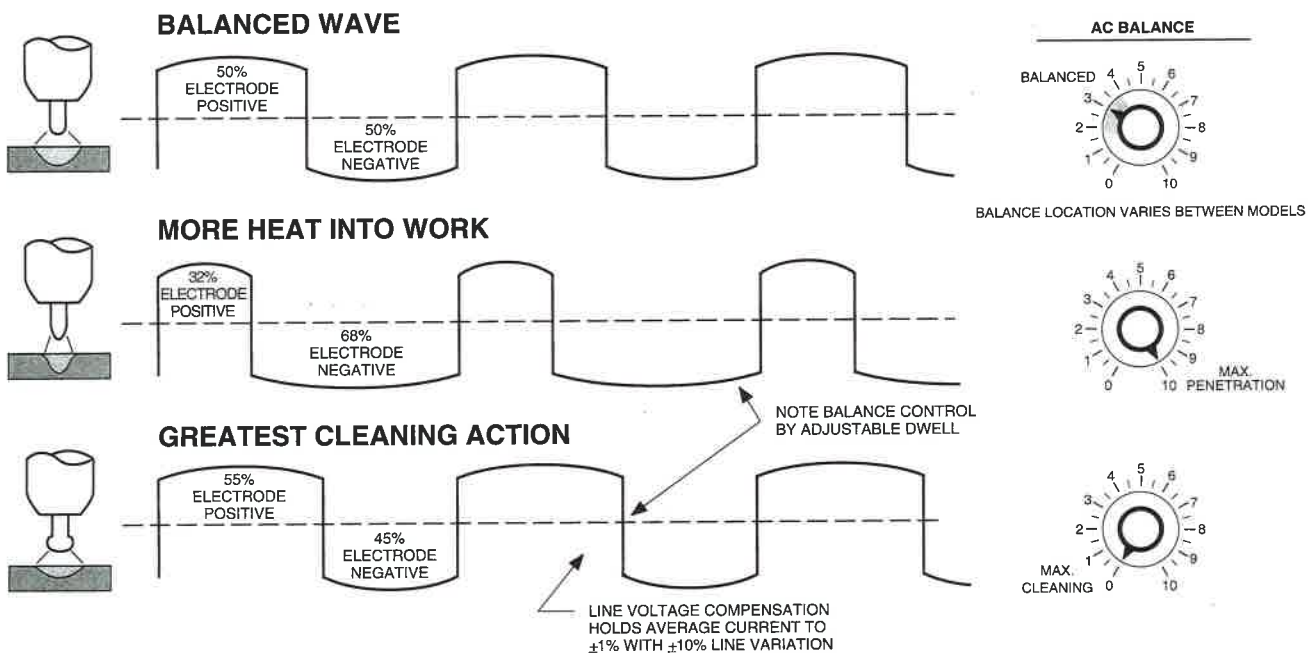 BALANCED WAVE
50%
ELECTRODE
POSITIVE
50%
ELECTRODE
NEGATIVE
AC BALANCE
BALANCED
0 1 2 3 4 5 6 7 8 9 10
BALANCE LOCATION VARIES BETWEEN MODELS
MORE HEAT INTO WORK
32%
ELECTRODE
POSITIVE
68%
ELECTRODE
NEGATIVE
0 1 2 3 4 5 6 7 8 9 10
MAX.
PENETRATION
NOTE BALANCE CONTROL
BY ADJUSTABLE DWELL
GREATEST CLEANING ACTION
55%
ELECTRODE
POSITIVE
45%
ELECTRODE
NEGATIVE
0 1 2 3 4 5 6 7 8 9 10
MAX.
CLEANING
LINE VOLTAGE COMPENSATION
HOLDS AVERAGE CURRENT TO
±1% WITH ±10% LINE VARIATION